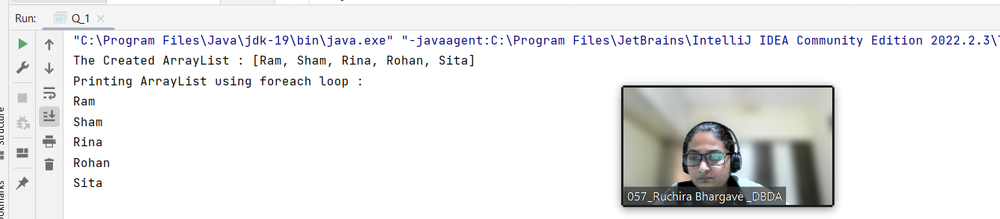 Run: Q_1
"C:\Program Files\Java\jdk-19\bin\java.exe" "-javaagent:C:\Program Files\JetBrains\IntelliJ IDEA Community Edition 2022.2.3\
The Created ArrayList : [Ram, Sham, Rina, Rohan, Sita]
Printing ArrayList using foreach loop :
Ram
Sham
Rina
Rohan
Sita
057_Ruchira Bhargave _DBDA